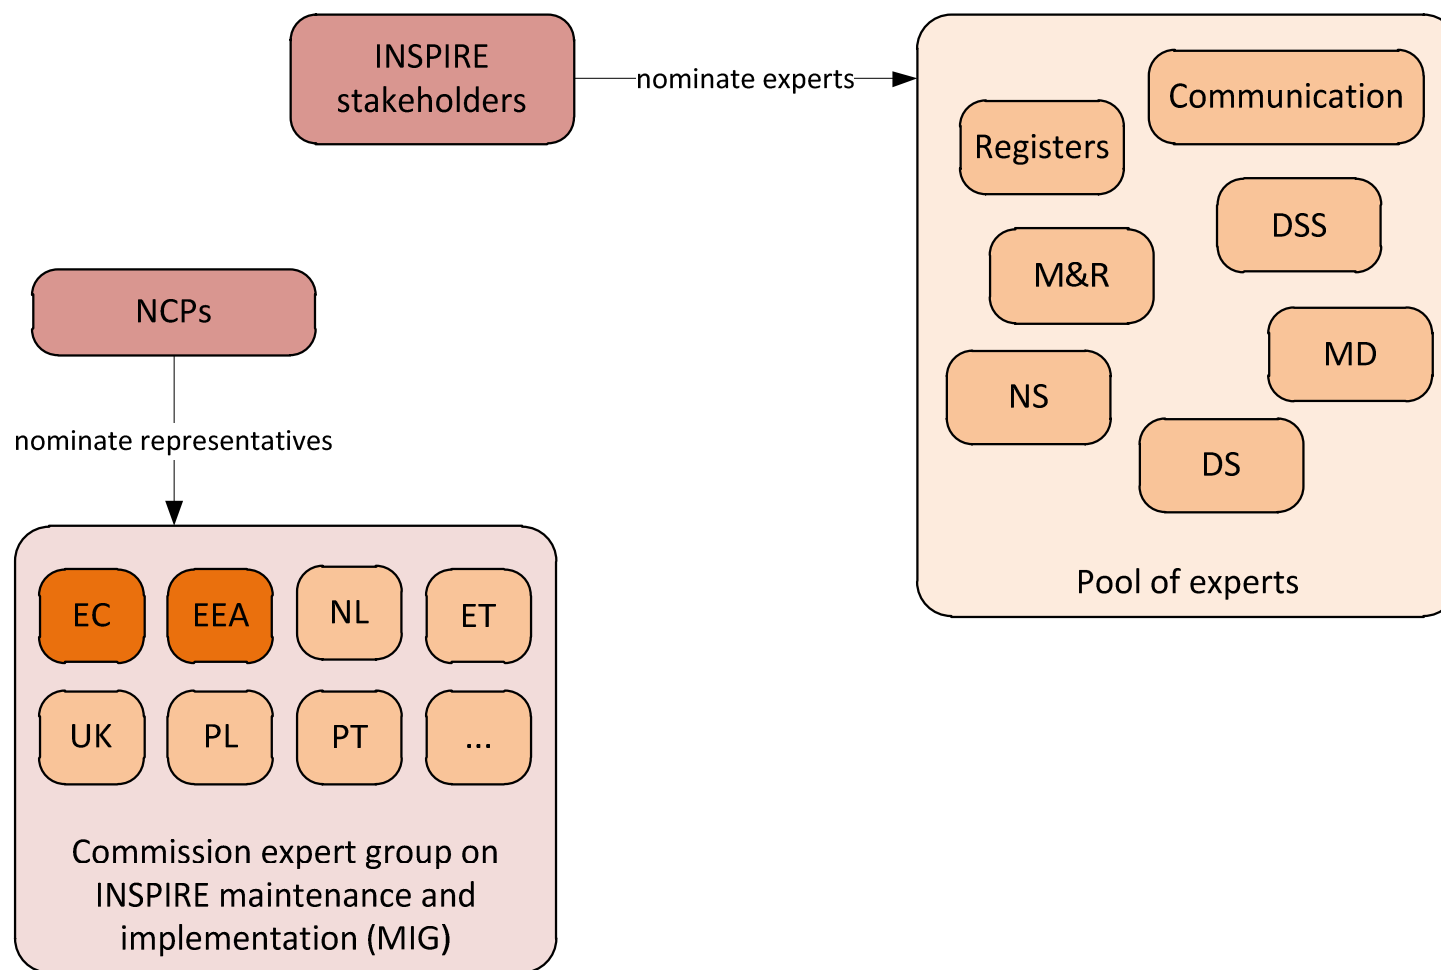 INSPIRE
stakeholders
nominate experts
Communication
Registers
DSS
M&R
MD
NS
DS
Pool of experts
NCPs
nominate representatives
EC
EEA
NL
ET
UK
PL
PT
...
Commission expert group on
INSPIRE maintenance and
implementation (MIG)